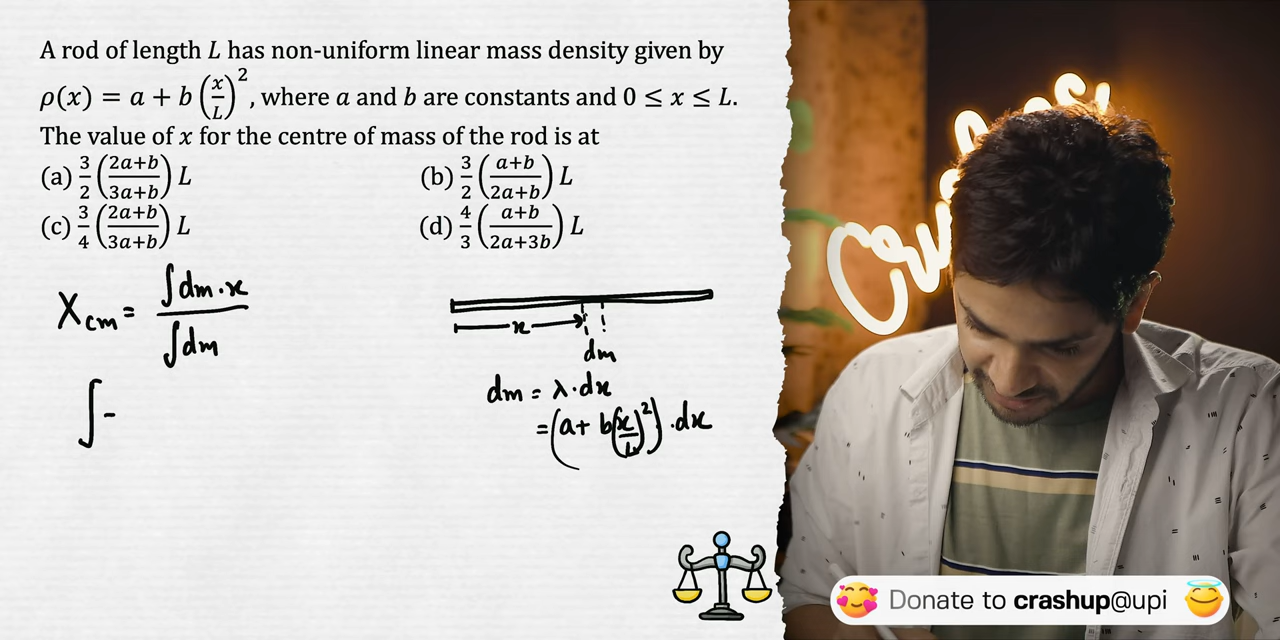 A rod of length L has non-uniform linear mass density given by
ρ(x) = a + b (x/L)², where a and b are constants and 0 ≤ x ≤ L.
The value of x for the centre of mass of the rod is at
(a) 3/2 (2a+b/3a+b) L
(b) 3/2 (a+b/2a+b) L
(c) 3/4 (2a+b/3a+b) L
(d) 4/3 (a+b/2a+3b) L
Xcm = ∫dm·x / ∫dm
x
dm
dm = λ·dx
= (a + b(x/L)²)·dx
∫
Donate to crashup@upi